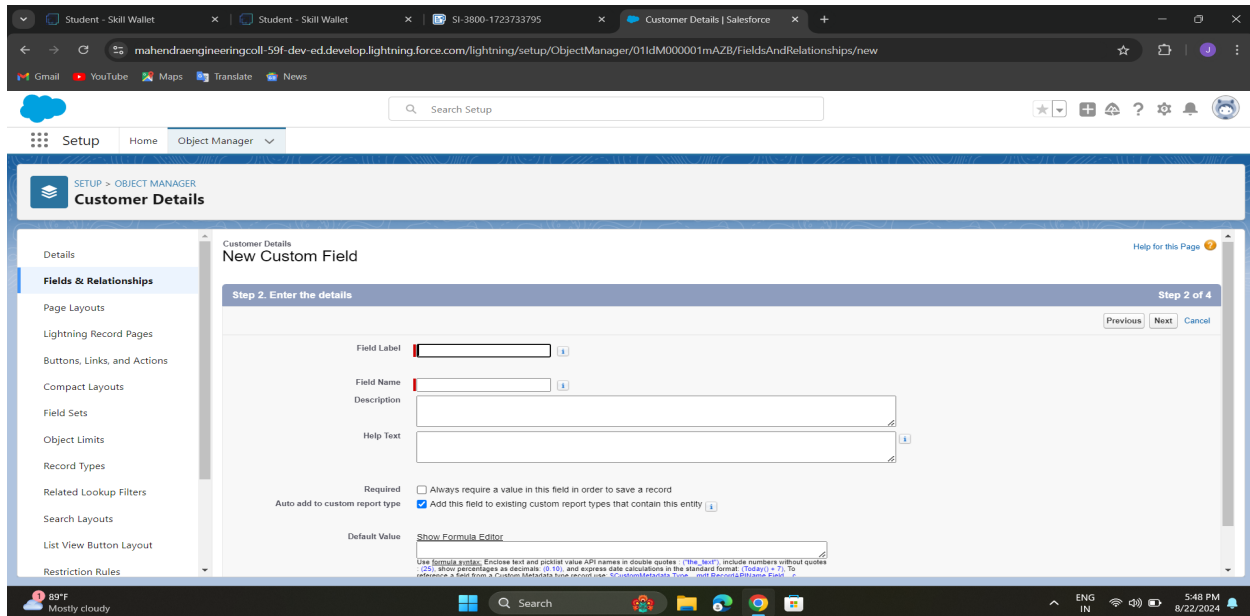 Student - Skill Wallet
Student - Skill Wallet
SI-3800-1723733795
Customer Details | Salesforce
mahendraengineeringcoll-59f-dev-ed.develop.lightning.force.com/lightning/setup/ObjectManager/01IdM000001mAZB/FieldsAndRelationships/new
J
Gmail YouTube Maps Translate News
Search Setup
Setup Home Object Manager
SETUP > OBJECT MANAGER
Customer Details
Details
Fields & Relationships
Page Layouts
Lightning Record Pages
Buttons, Links, and Actions
Compact Layouts
Field Sets
Object Limits
Record Types
Related Lookup Filters
Search Layouts
List View Button Layout
Restriction Rules
Customer Details
New Custom Field
Help for this Page
Step 2. Enter the details Step 2 of 4
Previous Next Cancel
Field Label
Field Name
Description
Help Text
Required Always require a value in this field in order to save a record
Auto add to custom report type Add this field to existing custom report types that contain this entity
Default Value Show Formula Editor
Use formula syntax: Enclose text and picklist value API names in double quotes : ("the_text"), include numbers without quotes
: (25), show percentages as decimals: (0.10), and express date calculations in the standard format: (Today() + 7), To
reference a field from a Custom Metadata type record use:
1
89°F
Mostly cloudy
Search
ENG
IN
5:48 PM
8/22/2024